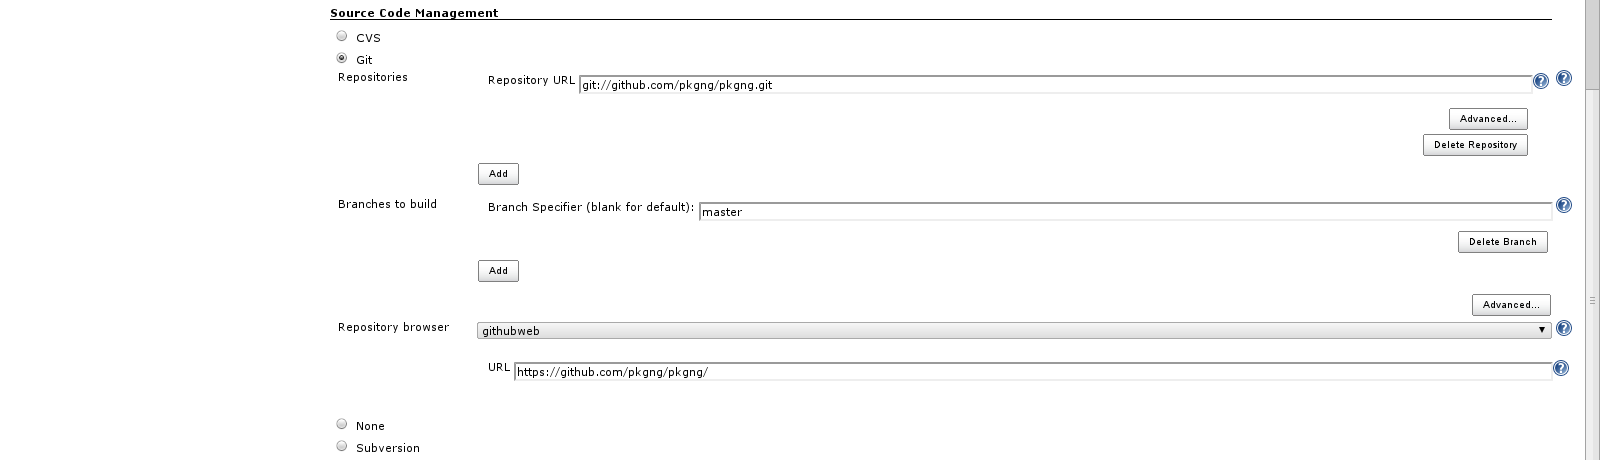 Source Code Management
CVS
Git
Repositories
Repository URL
git://github.com/pkgng/pkgng.git
Advanced...
Delete Repository
Add
Branches to build
Branch Specifier (blank for default):
master
Delete Branch
Add
Advanced...
Repository browser
githubweb
URL
https://github.com/pkgng/pkgng/
None
Subversion